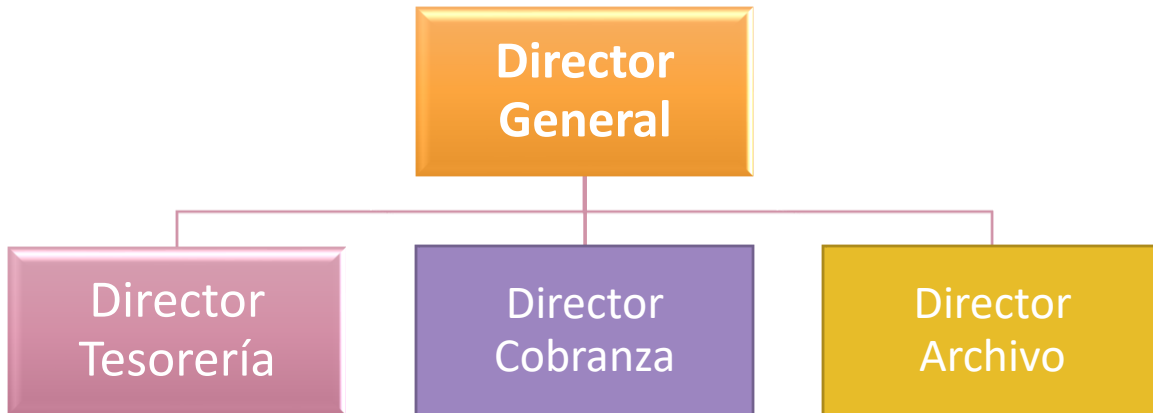 Director
General
Director
Tesorería
Director
Cobranza
Director
Archivo